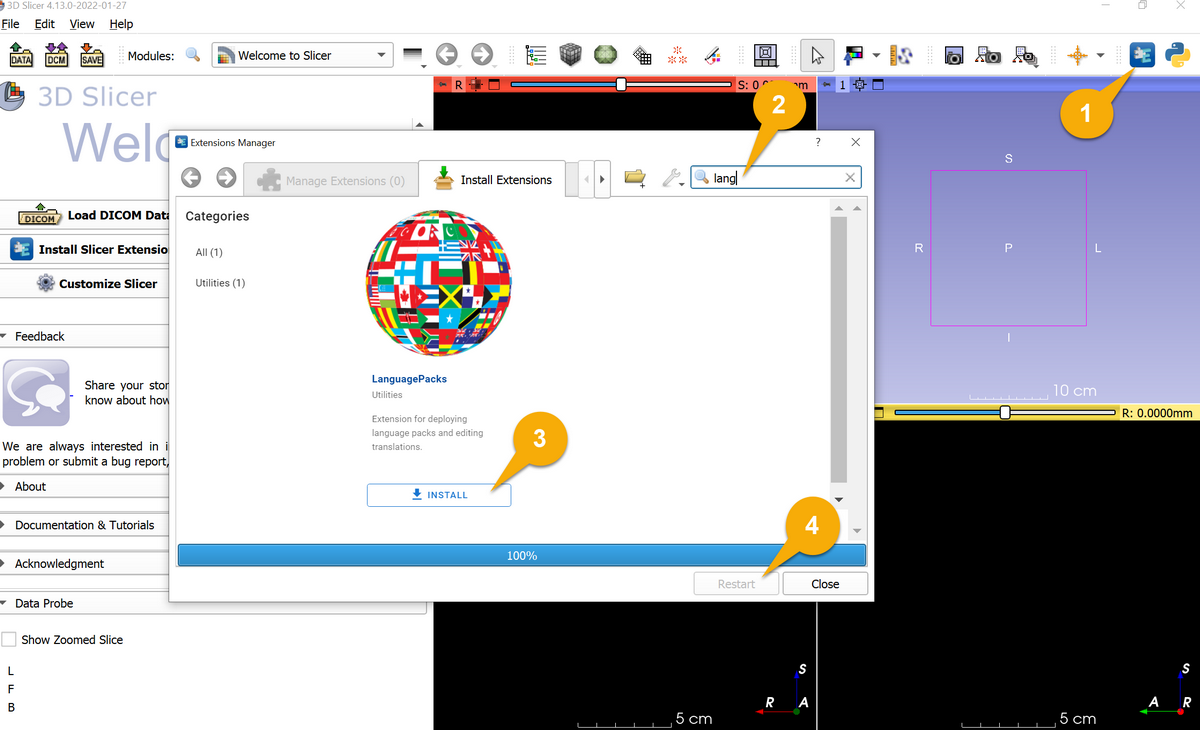 3D Slicer 4.13.0-2022-01-27
File Edit View Help
DATA DCM SAVE Modules: Welcome to Slicer
R S: 0 mm 1
3D Slicer
Welc
1
2
Extensions Manager ?
Manage Extensions (0) Install Extensions lang
Load DICOM Data
DICOM
Install Slicer Extensio
Customize Slicer
Feedback
Share your stor
know about how
We are always interested in i
problem or submit a bug report,
About
Documentation & Tutorials
Acknowledgment
Data Probe
Show Zoomed Slice
L
F
B
Categories
All (1)
Utilities (1)
LanguagePacks
Utilities
Extension for deploying
language packs and editing
translations.
3
INSTALL
4
100%
Restart Close
S
R P L
I
10 cm
R: 0.0000mm
S
R A
5 cm
S
A R
5 cm